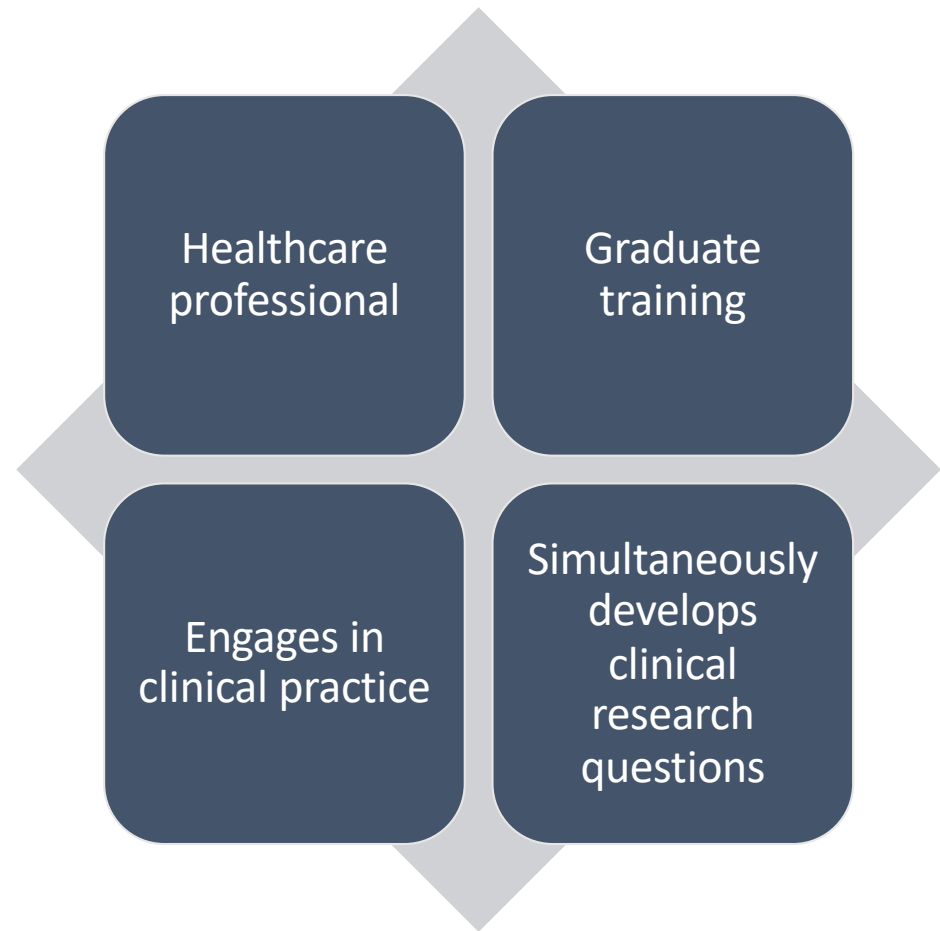 Healthcare
professional
Graduate
training
Engages in
clinical practice
Simultaneously
develops
clinical
research
questions